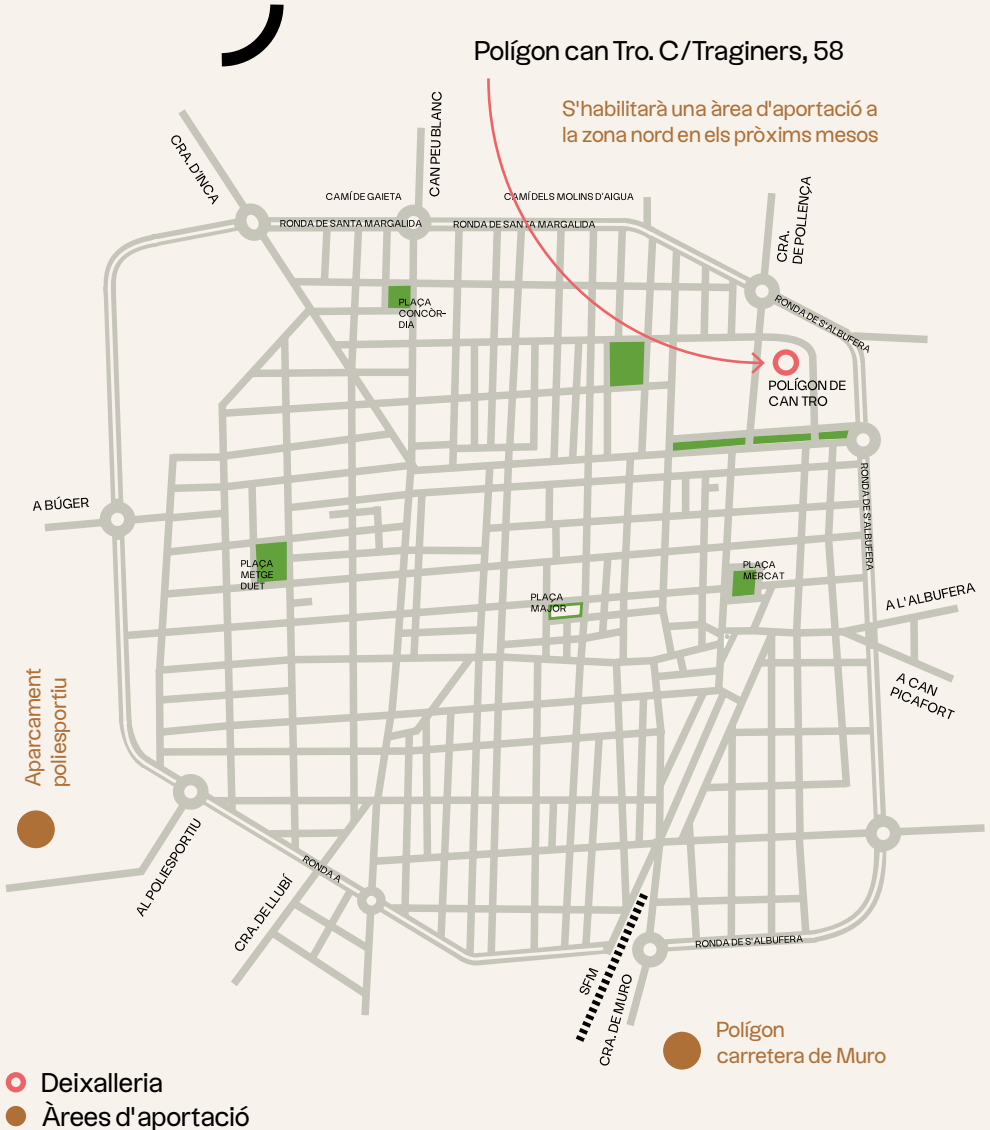 Polígon can Tro. C/Traginers, 58
S'habilitarà una àrea d'aportació a
la zona nord en els pròxims mesos
CRA. D'INCA
CAN PEU BLANC
CAMÍ DE GAIETA
CAMÍ DELS MOLINS D'AIGUA
RONDA DE SANTA MARGALIDA
RONDA DE SANTA MARGALIDA
CRA.
DE POLLENÇA
RONDA DE S'ALBUFERA
PLAÇA
CONCÒR-
DIA
POLÍGON DE
CAN TRO
A BÚGER
RONDA DE S'ALBUFERA
PLAÇA
METGE
DUET
PLAÇA
MAJOR
PLAÇA
MERCAT
A L'ALBUFERA
A CAN
PICAFORT
Aparcament
poliesportiu
AL POLIESPORTIU
RONDA A
CRA. DE LLUBÍ
RONDA DE S'ALBUFERA
SFM
CRA. DE MURO
Polígon
carretera de Muro
Deixalleria
Àrees d'aportació